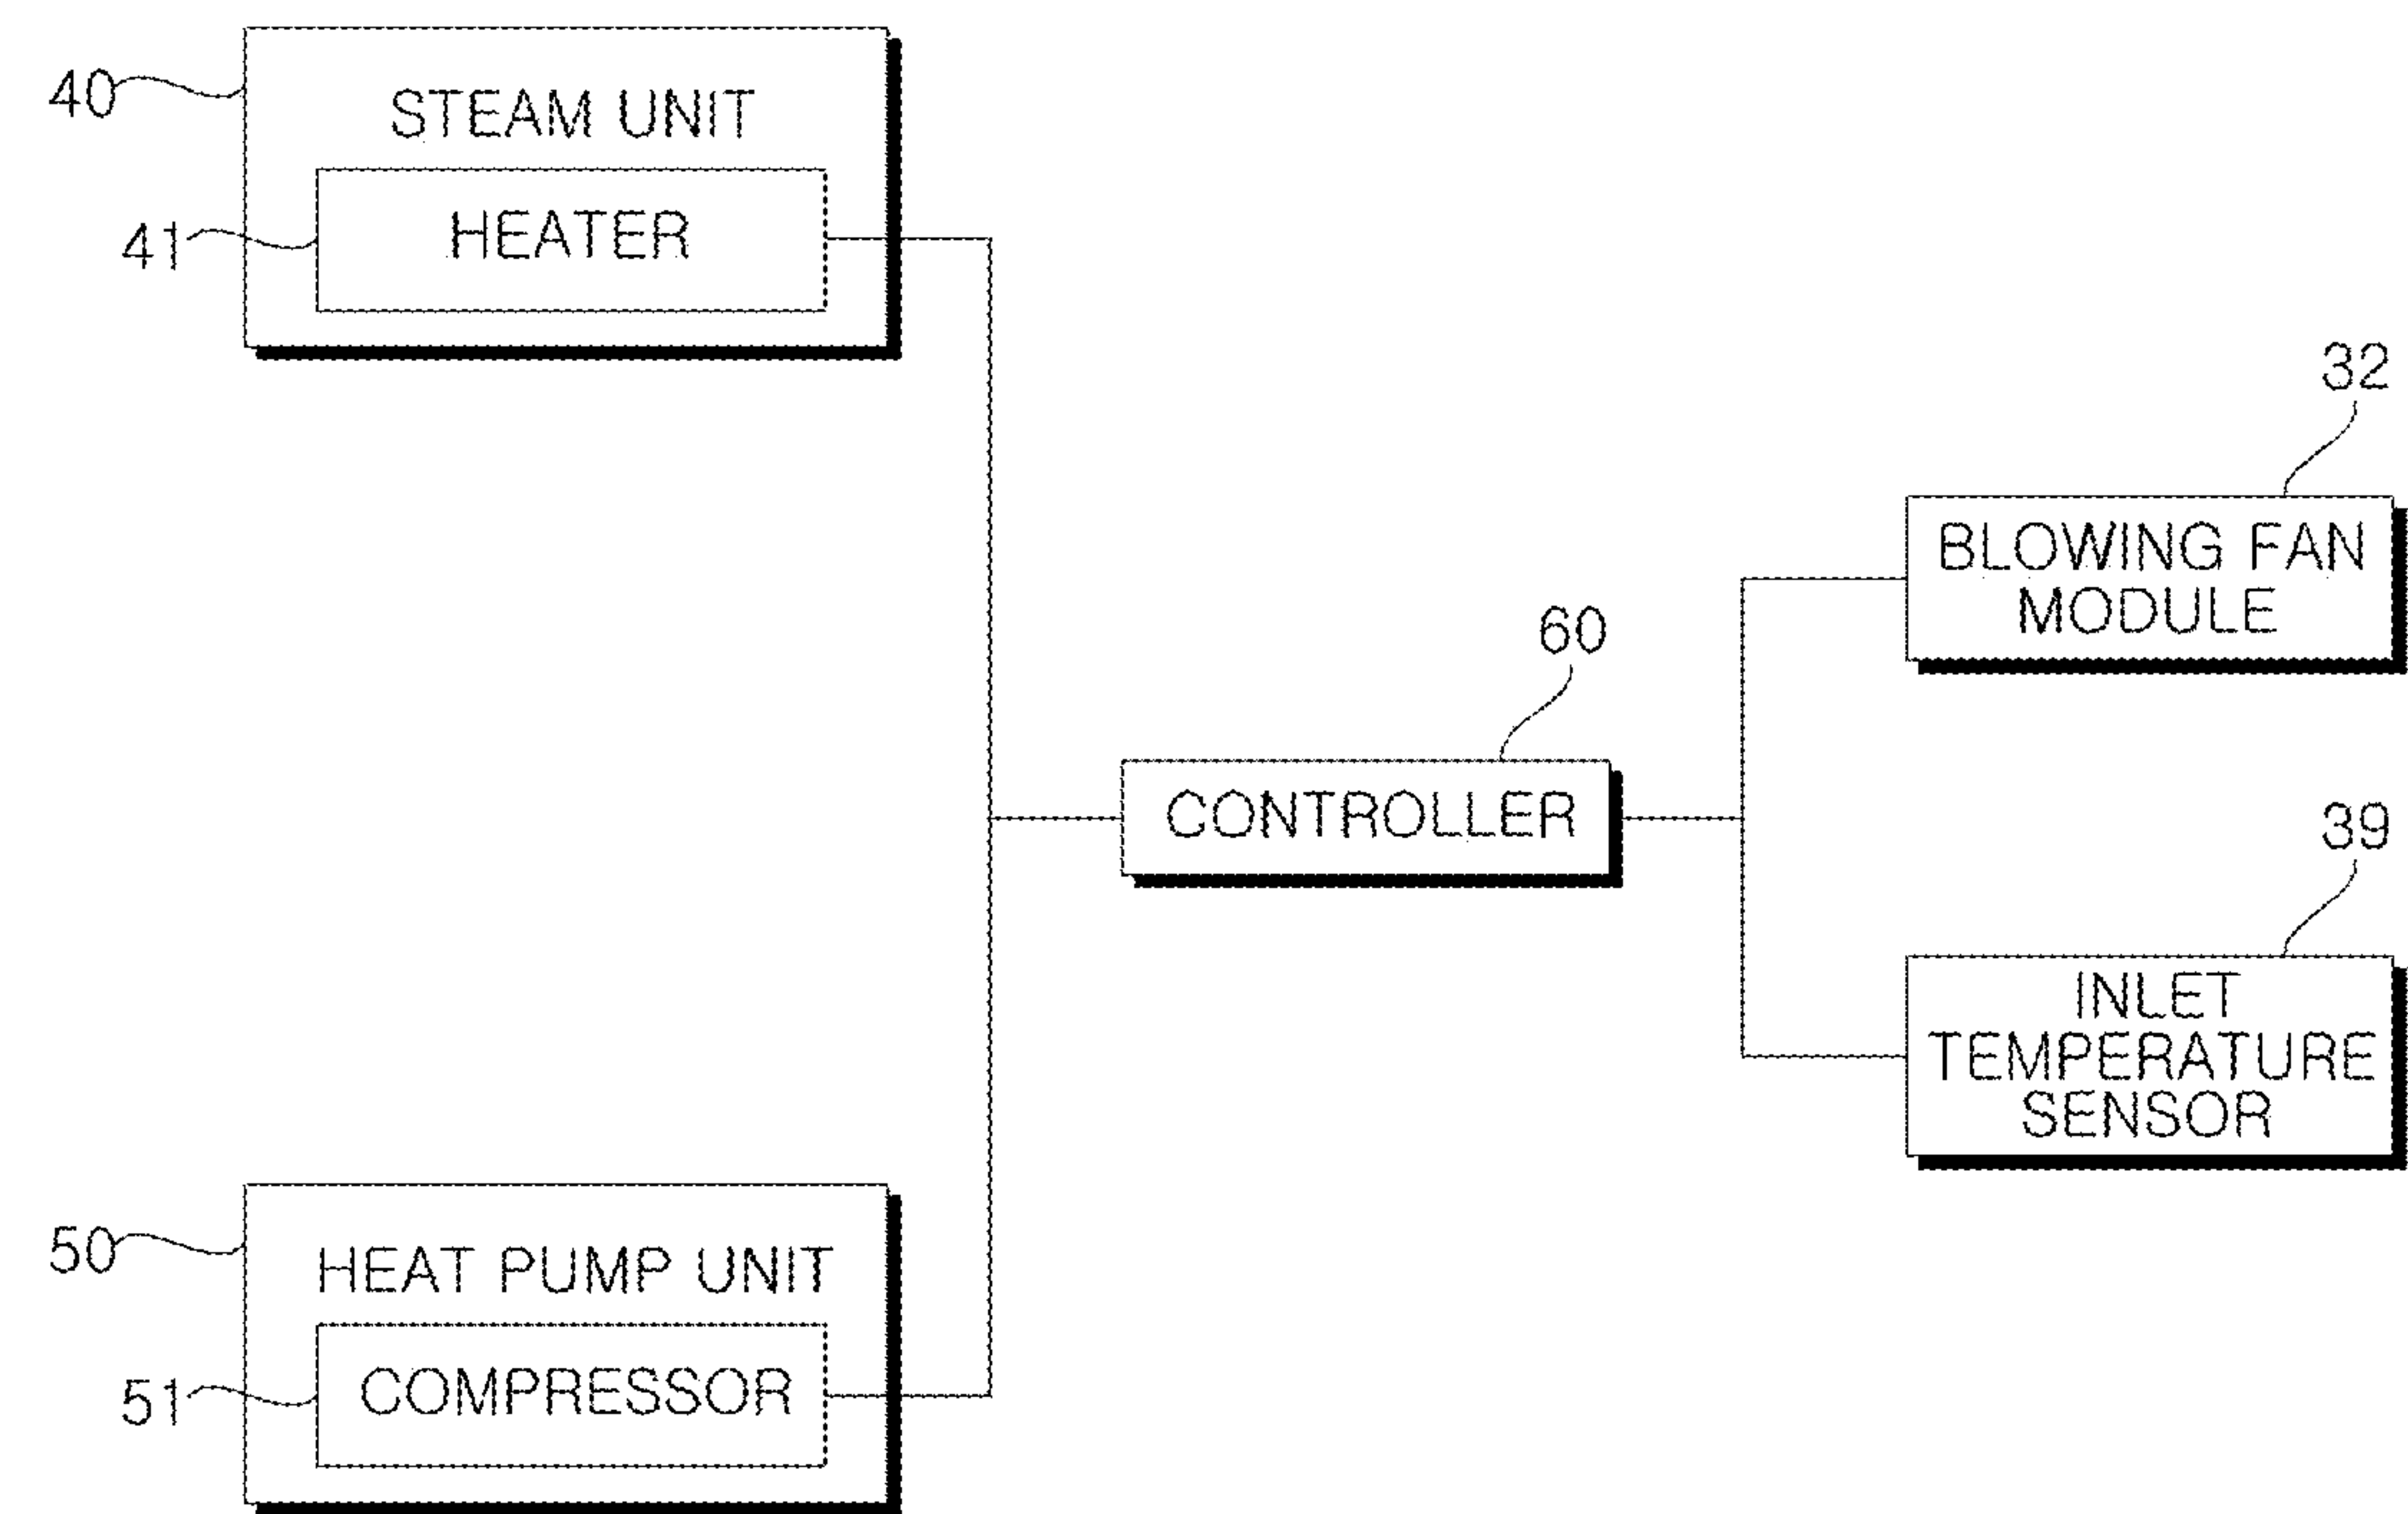 40
STEAM UNIT
41
HEATER
32
BLOWING FAN
MODULE
60
CONTROLLER
39
INLET
TEMPERATURE
SENSOR
50
HEAT PUMP UNIT
51
COMPRESSOR